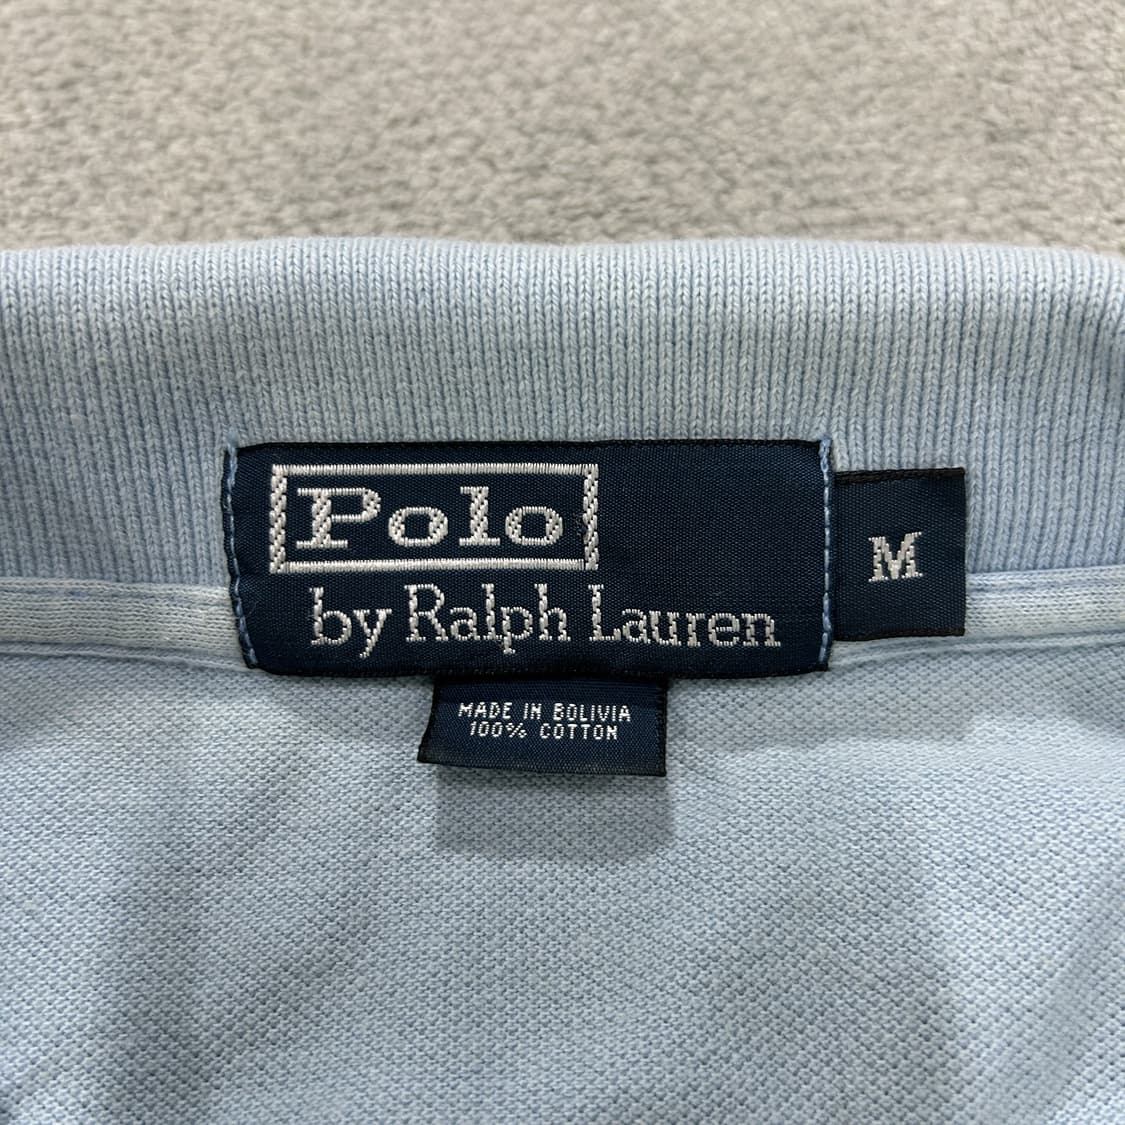 Polo
by Ralph Lauren
M
MADE IN BOLIVIA
100% COTTON